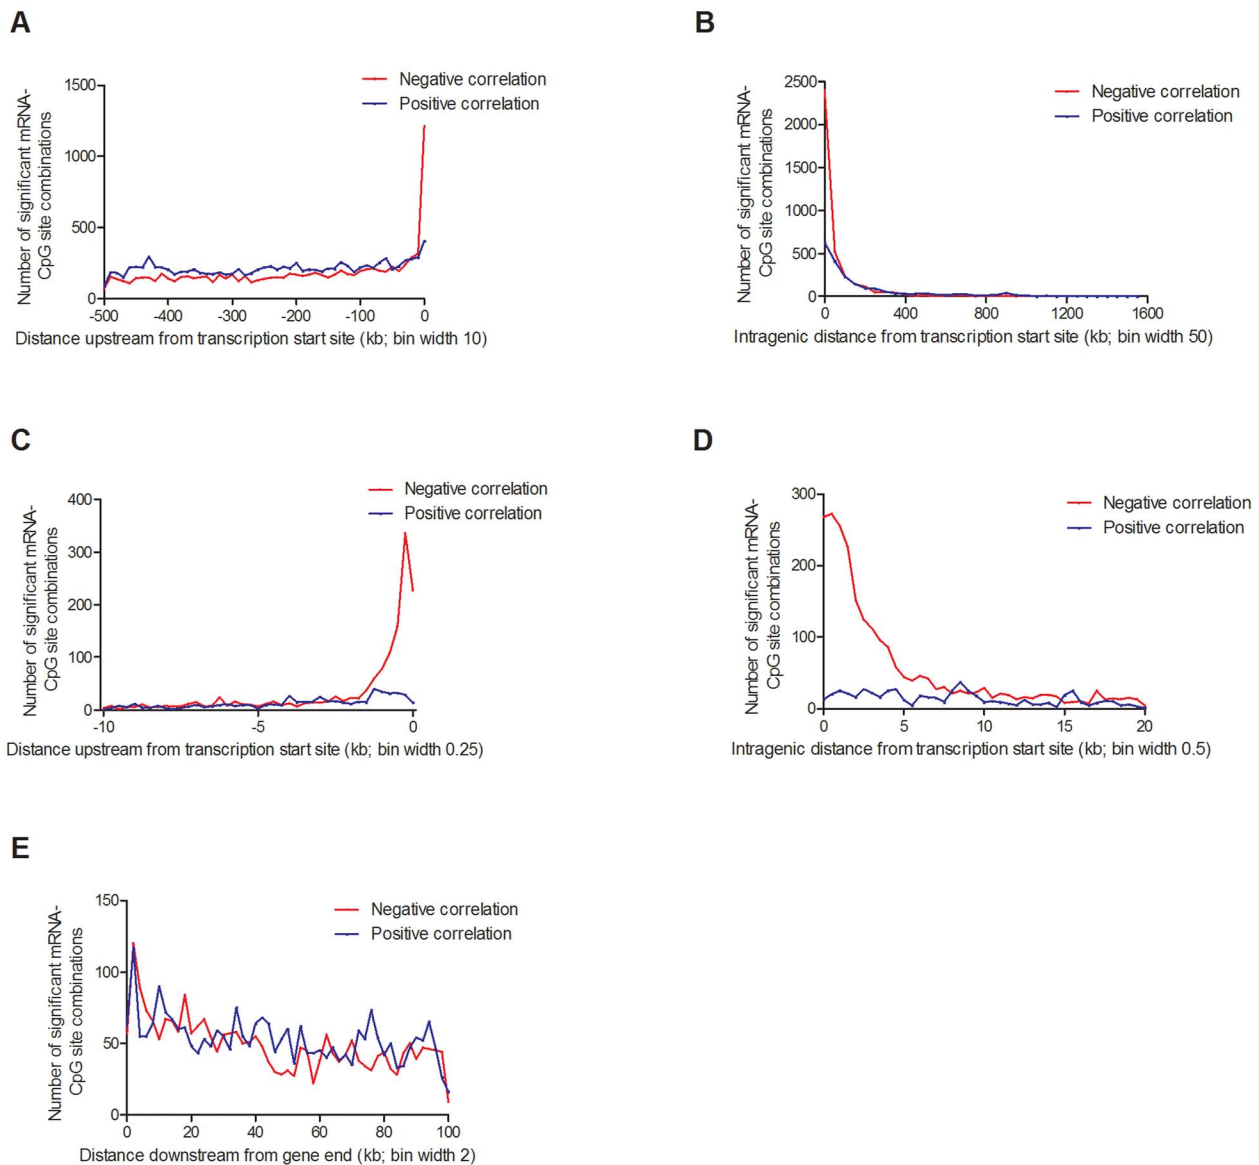 A
Negative correlation
Positive correlation
Number of significant mRNA-
CpG site combinations
1500
1000
500
0
-500 -400 -300 -200 -100 0
Distance upstream from transcription start site (kb; bin width 10)
B
Negative correlation
Positive correlation
Number of significant mRNA-
CpG site combinations
2500
2000
1500
1000
500
0
0 400 800 1200 1600
Intragenic distance from transcription start site (kb; bin width 50)
C
Negative correlation
Positive correlation
Number of significant mRNA-
CpG site combinations
400
300
200
100
0
-10 -5 0
Distance upstream from transcription start site (kb; bin width 0.25)
D
Negative correlation
Positive correlation
Number of significant mRNA-
CpG site combinations
300
200
100
0
0 5 10 15 20
Intragenic distance from transcription start site (kb; bin width 0.5)
E
Negative correlation
Positive correlation
Number of significant mRNA-
CpG site combinations
150
100
50
0
0 20 40 60 80 100
Distance downstream from gene end (kb; bin width 2)